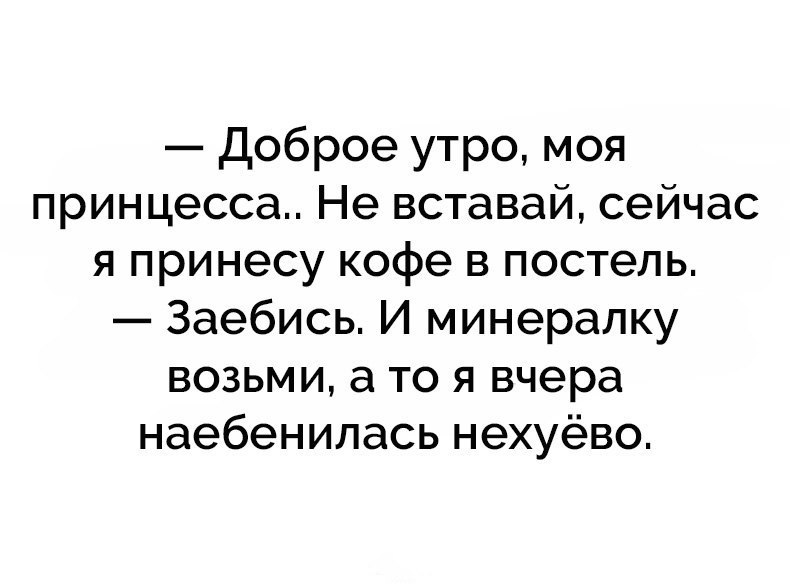 — Доброе утро, моя
принцесса.. Не вставай, сейчас
я принесу кофе в постель.
— Заебись. И минералку
возьми, а то я вчера
наебенилась нехуёво.